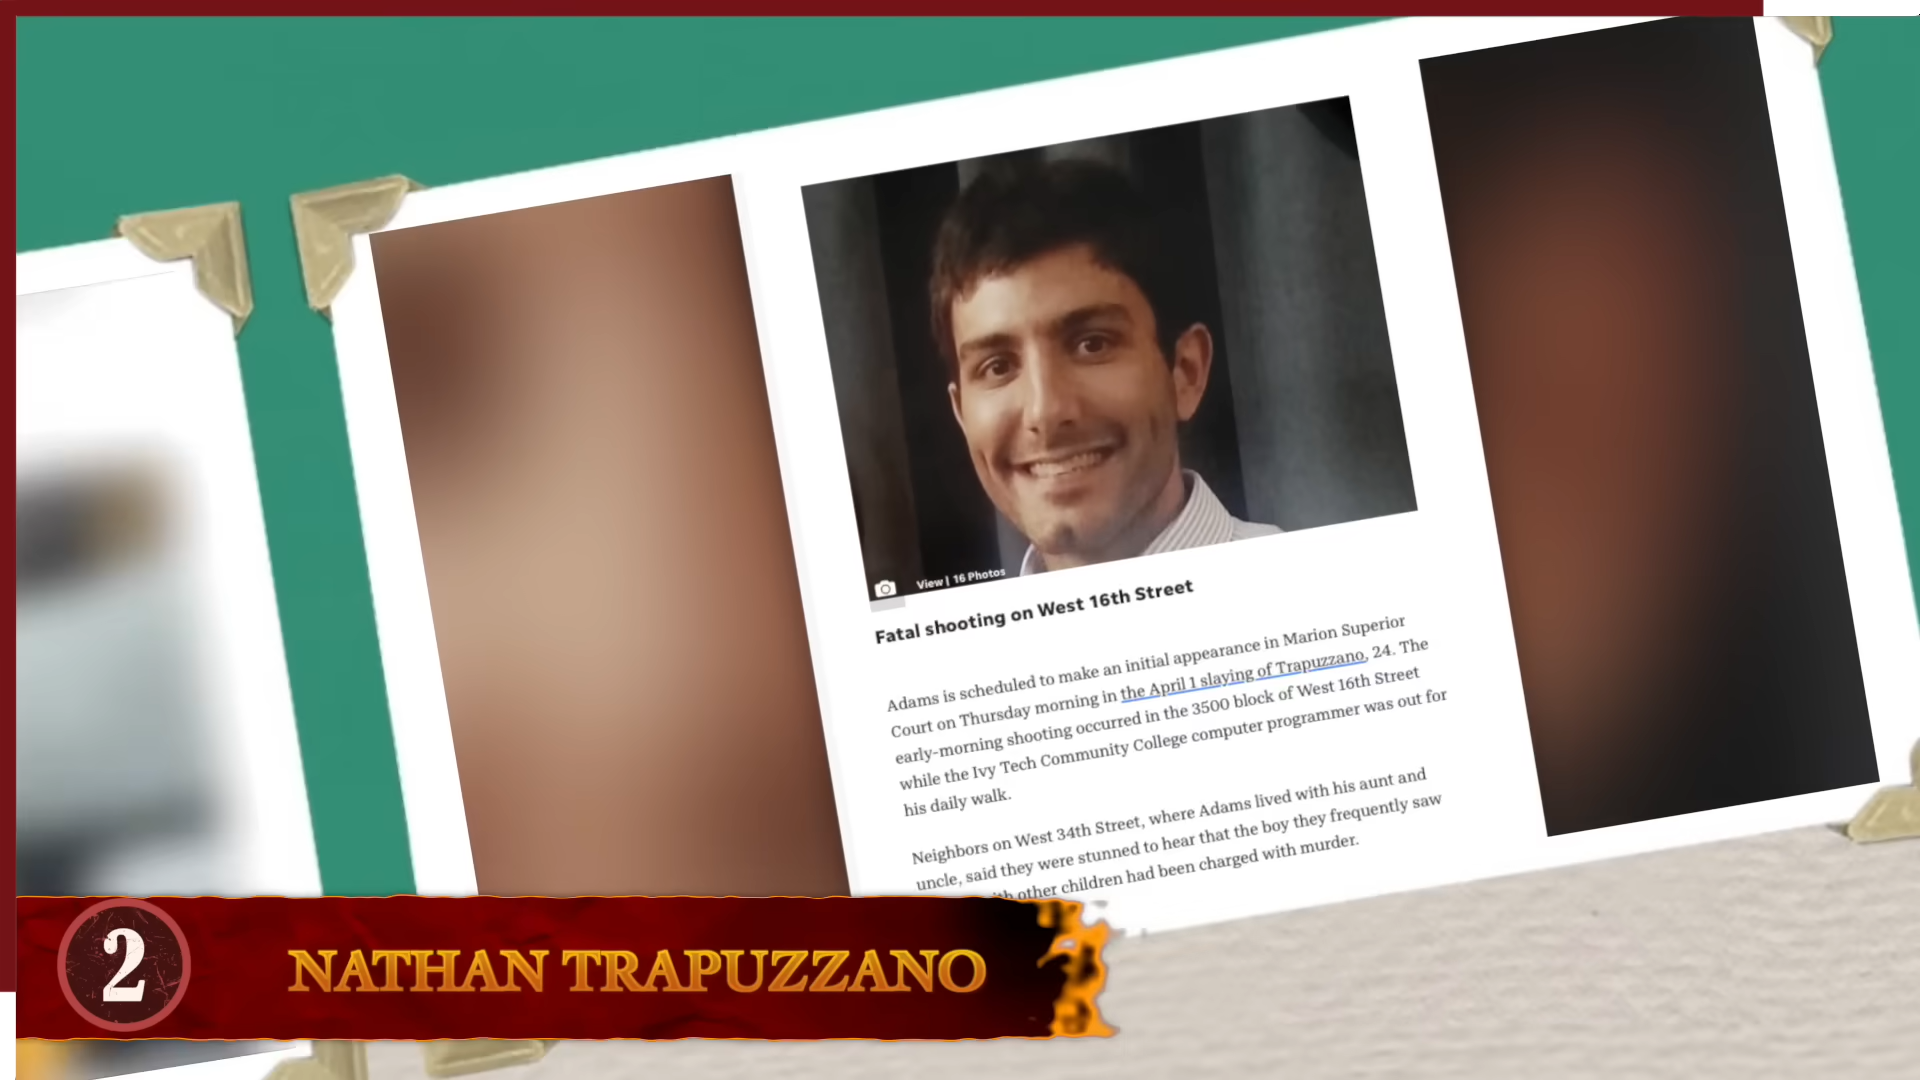 View | 16 Photos
Fatal shooting on West 16th Street
Adams is scheduled to make an initial appearance in Marion Superior
Court on Thursday morning in the April 1 slaying of Trapuzzano, 24. The
early-morning shooting occurred in the 3500 block of West 16th Street
while the Ivy Tech Community College computer programmer was out for
his daily walk.
Neighbors on West 34th Street, where Adams lived with his aunt and
uncle, said they were stunned to hear that the boy they frequently saw
other children had been charged with murder.
2
NATHAN TRAPUZZANO